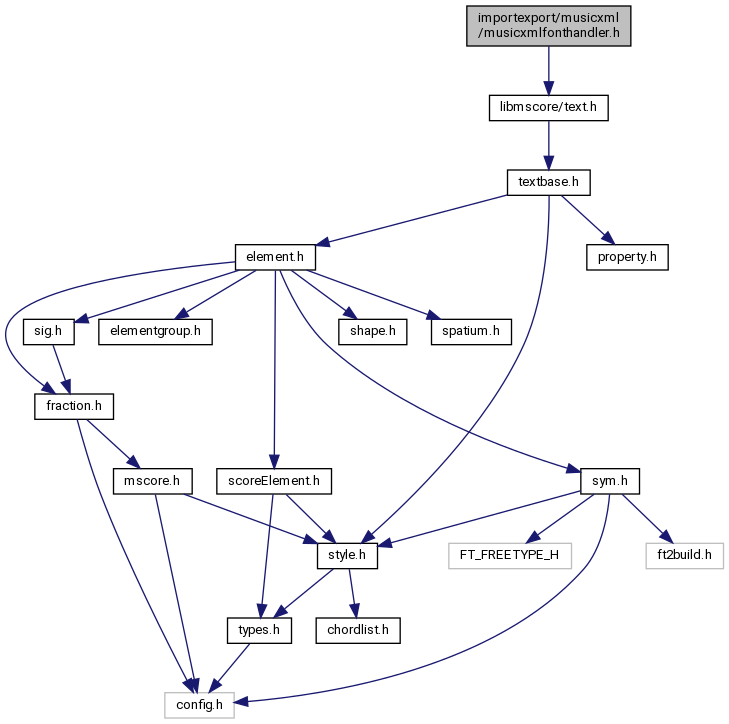 importexport/musicxml
/musicxmlfonthandler.h
libmscore/text.h
textbase.h
element.h
property.h
sig.h
elementgroup.h
shape.h
spatium.h
fraction.h
mscore.h
scoreElement.h
sym.h
style.h
FT_FREETYPE_H
ft2build.h
types.h
chordlist.h
config.h